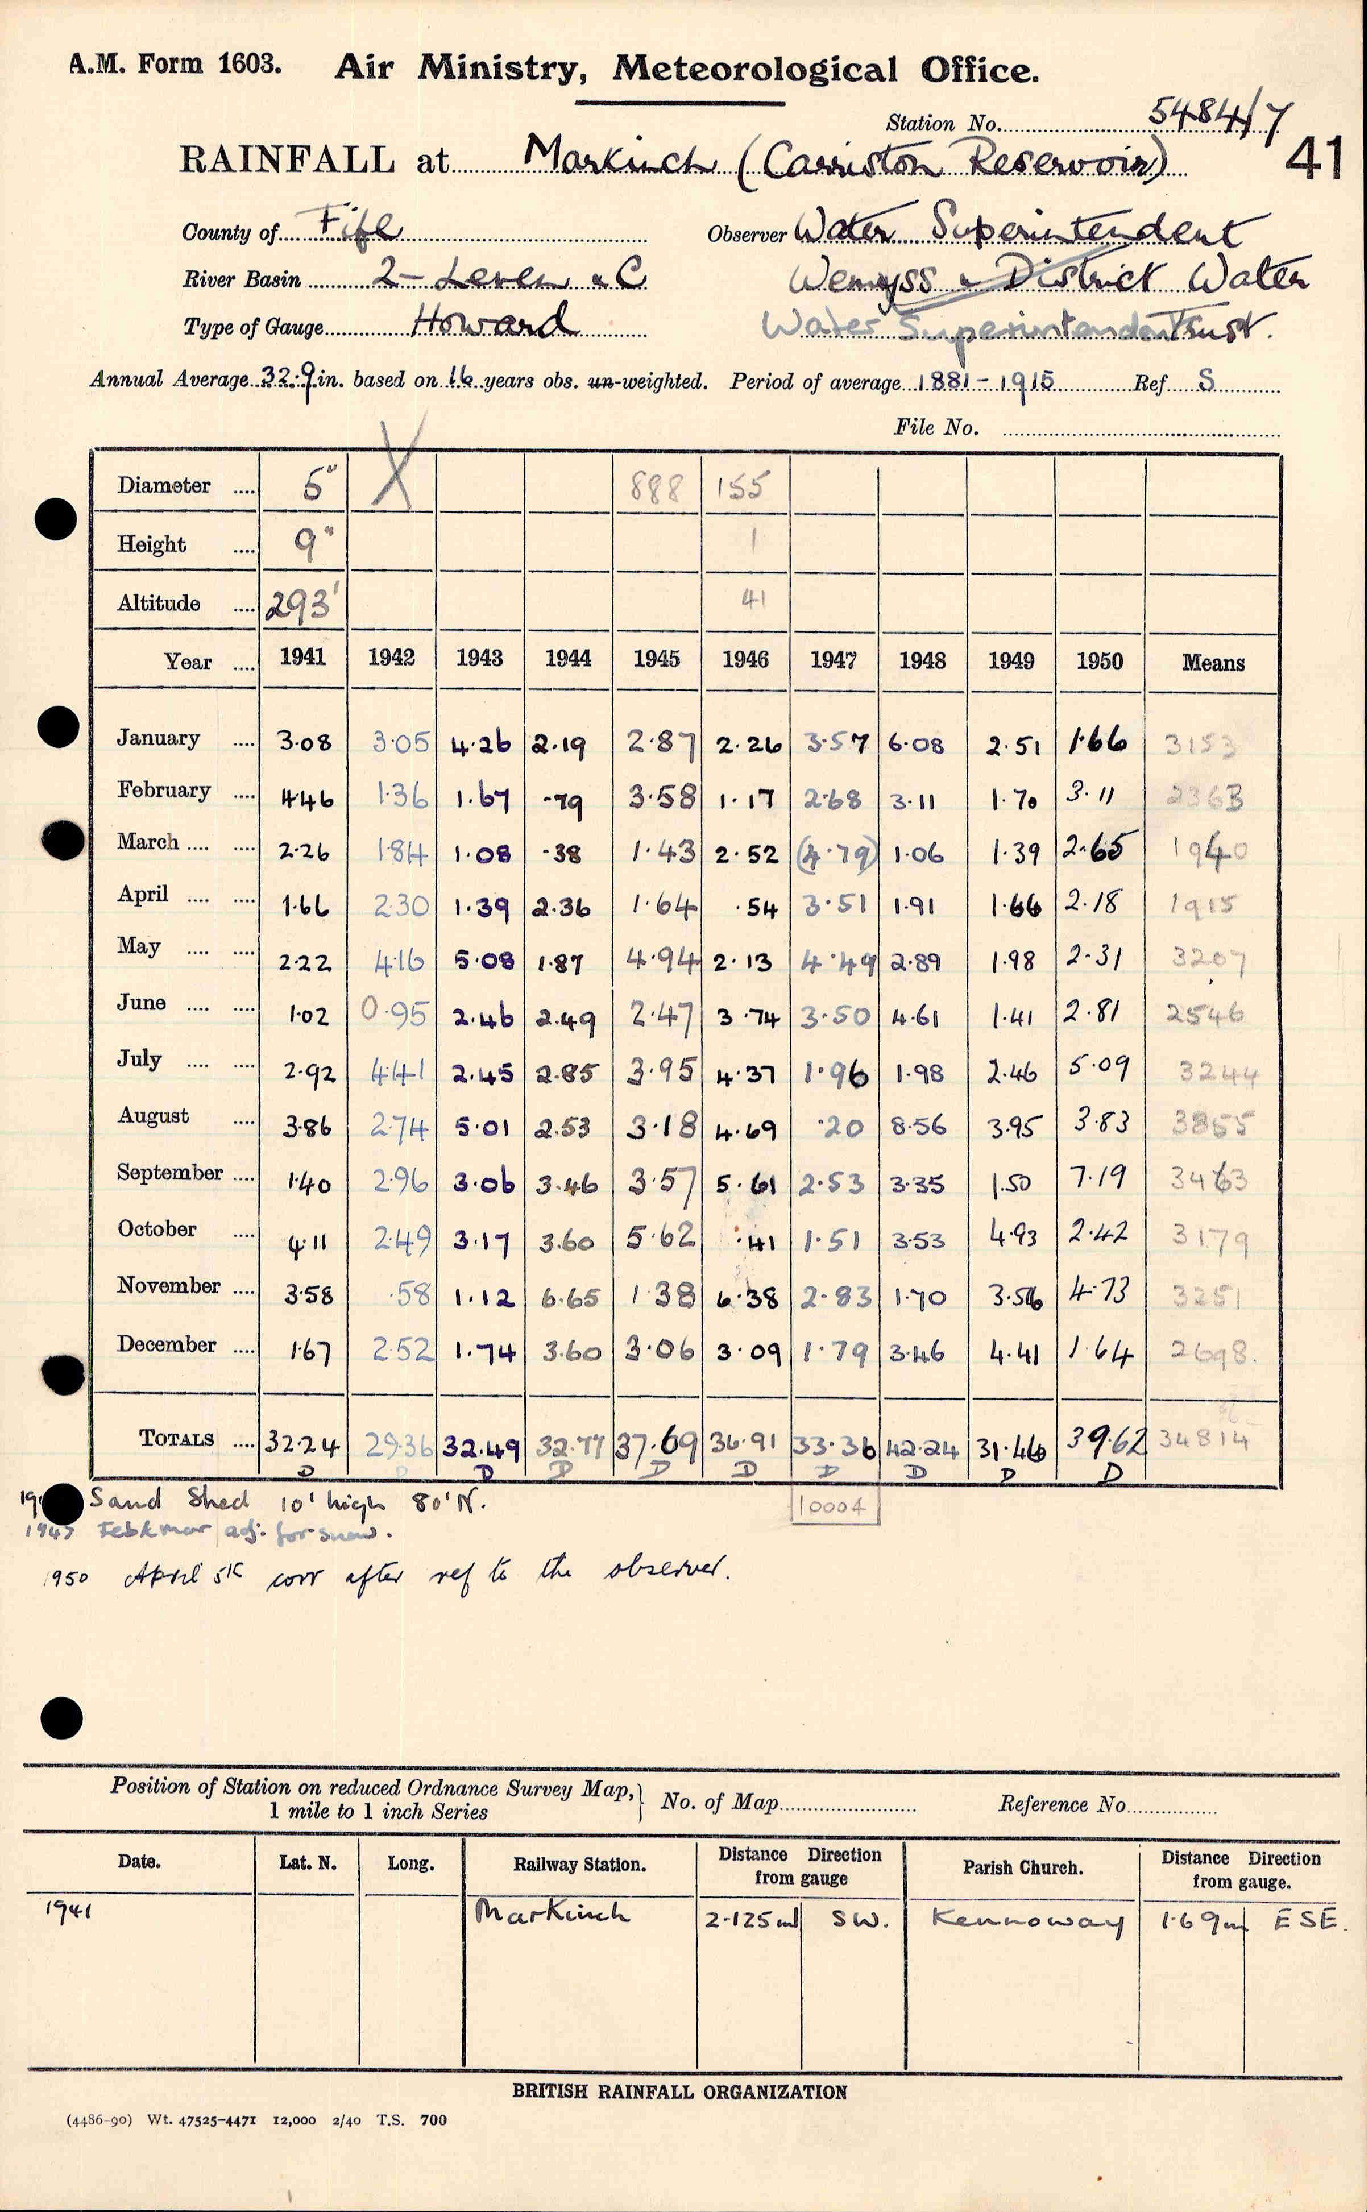 A.M. Form 1603. Air Ministry, Meteorological Office.
Station No. 5484/7
RAINFALL at Markinch (Carriston Reservoir) 41
County of Fife Observer Water Superintendent
River Basin 2- Leven & C Wemyss & District Water
Type of Gauge Howard Water Superintendent Trust.
Annual Average 32.9 in. based on 16 years obs. un-weighted. Period of average 1881-1915 Ref S
File No.
Diameter 5" X 888 155
Height 9" 1
Altitude 293' 41
Year 1941 1942 1943 1944 1945 1946 1947 1948 1949 1950 Means
January 3.08 3.05 4.26 2.19 2.87 2.26 3.57 6.08 2.51 1.66 3153
February 4.46 1.36 1.67 .79 3.58 1.17 2.68 3.11 1.70 3.11 2363
March 2.26 1.84 1.08 .38 1.43 2.52 (4.79) 1.06 1.39 2.65 1940
April 1.66 2.30 1.39 2.36 1.64 .54 3.51 1.91 1.66 2.18 1915
May 2.22 4.16 5.08 1.87 4.94 2.13 4.49 2.89 1.98 2.31 3207
June 1.02 0.95 2.46 2.49 2.47 3.74 3.50 4.61 1.41 2.81 2546
July 2.92 4.41 2.45 2.85 3.95 4.37 1.96 1.98 2.46 5.09 3244
August 3.86 2.74 5.01 2.53 3.18 4.69 .20 8.56 3.95 3.83 3855
September 1.40 2.96 3.06 3.46 3.57 5.61 2.53 3.35 1.50 7.19 3463
October 4.11 2.49 3.17 3.60 5.62 .41 1.51 3.53 4.93 2.42 3179
November 3.58 .58 1.12 6.65 1.38 6.38 2.83 1.70 3.56 4.73 3251
December 1.67 2.52 1.74 3.60 3.06 3.09 1.79 3.46 4.41 1.64 2698
TOTALS 32.24 29.36 32.49 32.77 37.69 36.91 33.36 42.24 31.46 39.62 34814
D D D D D D D D D D
Sand Shed 10' high 80' N. 10004
1947 Feb & mar adj. for snow.
1950 April 5th corr after ref to the observer.
Position of Station on reduced Ordnance Survey Map, 1 mile to 1 inch Series No. of Map Reference No.
Date. Lat. N. Long. Railway Station. Distance Direction from gauge Parish Church. Distance Direction from gauge.
1941 Markinch 2.125ml SW. Kennoway 1.69ml ESE.
BRITISH RAINFALL ORGANIZATION
(4486-90) Wt. 47525-4471 12,000 2/40 T.S. 700